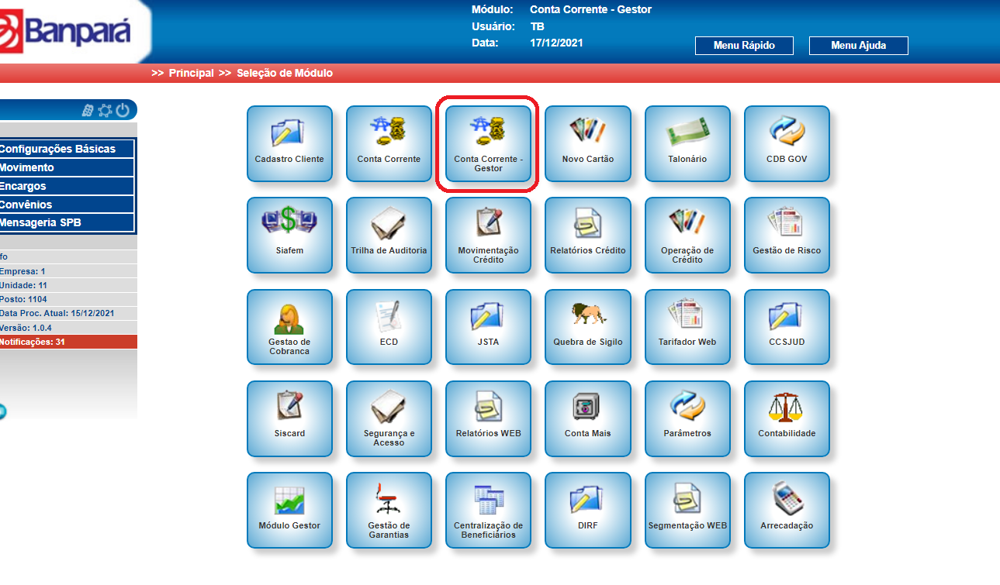 Banpará
Módulo: Conta Corrente - Gestor
Usuário: TB
Data: 17/12/2021
Menu Rápido
Menu Ajuda
>> Principal >> Seleção de Módulo
Configurações Básicas
Movimento
Encargos
Convênios
Mensageria SPB
fo
Empresa: 1
Unidade: 11
Posto: 1104
Data Proc. Atual: 15/12/2021
Versão: 1.0.4
Notificações: 31
Cadastro Cliente
Conta Corrente
Conta Corrente -
Gestor
Novo Cartão
Talonário
CDB GOV
Siafem
Trilha de Auditoria
Movimentação
Crédito
Relatórios Crédito
Operação de
Crédito
Gestão de Risco
Gestao de
Cobranca
ECD
JSTA
Quebra de Sigilo
Tarifador Web
CCSJUD
Siscard
Segurança e
Acesso
Relatórios WEB
Conta Mais
Parâmetros
Contabilidade
Módulo Gestor
Gestão de
Garantias
Centralização de
Beneficiários
DIRF
Segmentação WEB
Arrecadação